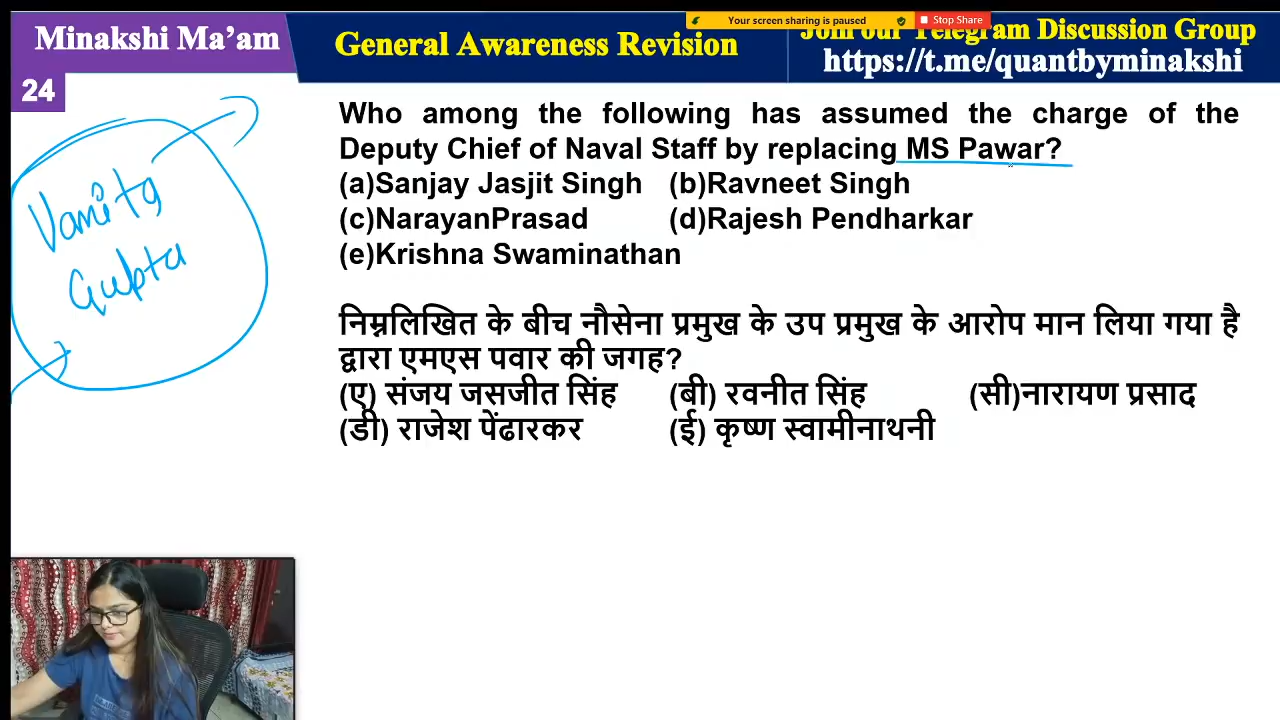 Minakshi Ma’am
General Awareness Revision
Your screen sharing is paused
Stop Share
Join our Telegram Discussion Group
https://t.me/quantbyminakshi
24
Vanita
Gupta
Who among the following has assumed the charge of the
Deputy Chief of Naval Staff by replacing MS Pawar?
(a)Sanjay Jasjit Singh (b)Ravneet Singh
(c)NarayanPrasad (d)Rajesh Pendharkar
(e)Krishna Swaminathan
निम्नलिखित के बीच नौसेना प्रमुख के उप प्रमुख के आरोप मान लिया गया है
द्वारा एमएस पवार की जगह?
(ए) संजय जसजीत सिंह (बी) रवनीत सिंह (सी)नारायण प्रसाद
(डी) राजेश पेंढारकर (ई) कृष्ण स्वामीनाथनी